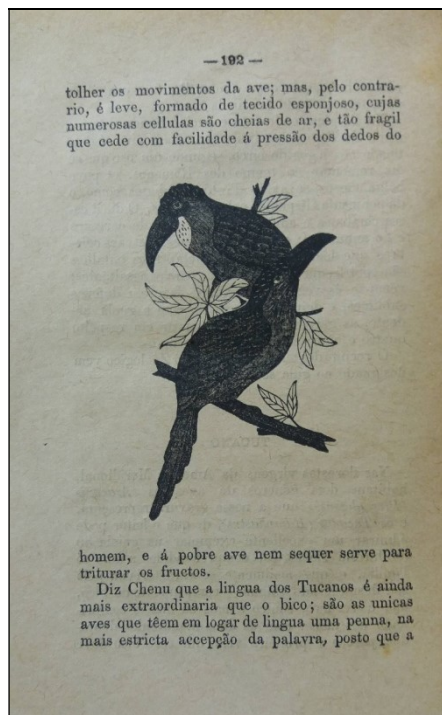 — 192 —
tolher os movimentos da ave; mas, pelo contra-
rio, é leve, formado de tecido esponjoso, cujas
numerosas cellulas são cheias de ar, e tão fragil
que cede com facilidade á pressão dos dedos do
homem, e á pobre ave nem sequer serve para
triturar os fructos.
Diz Chenu que a lingua dos Tucanos é ainda
mais extraordinaria que o bico; são as unicas
aves que têem em logar de lingua uma penna, na
mais estricta accepção da palavra, posto que a